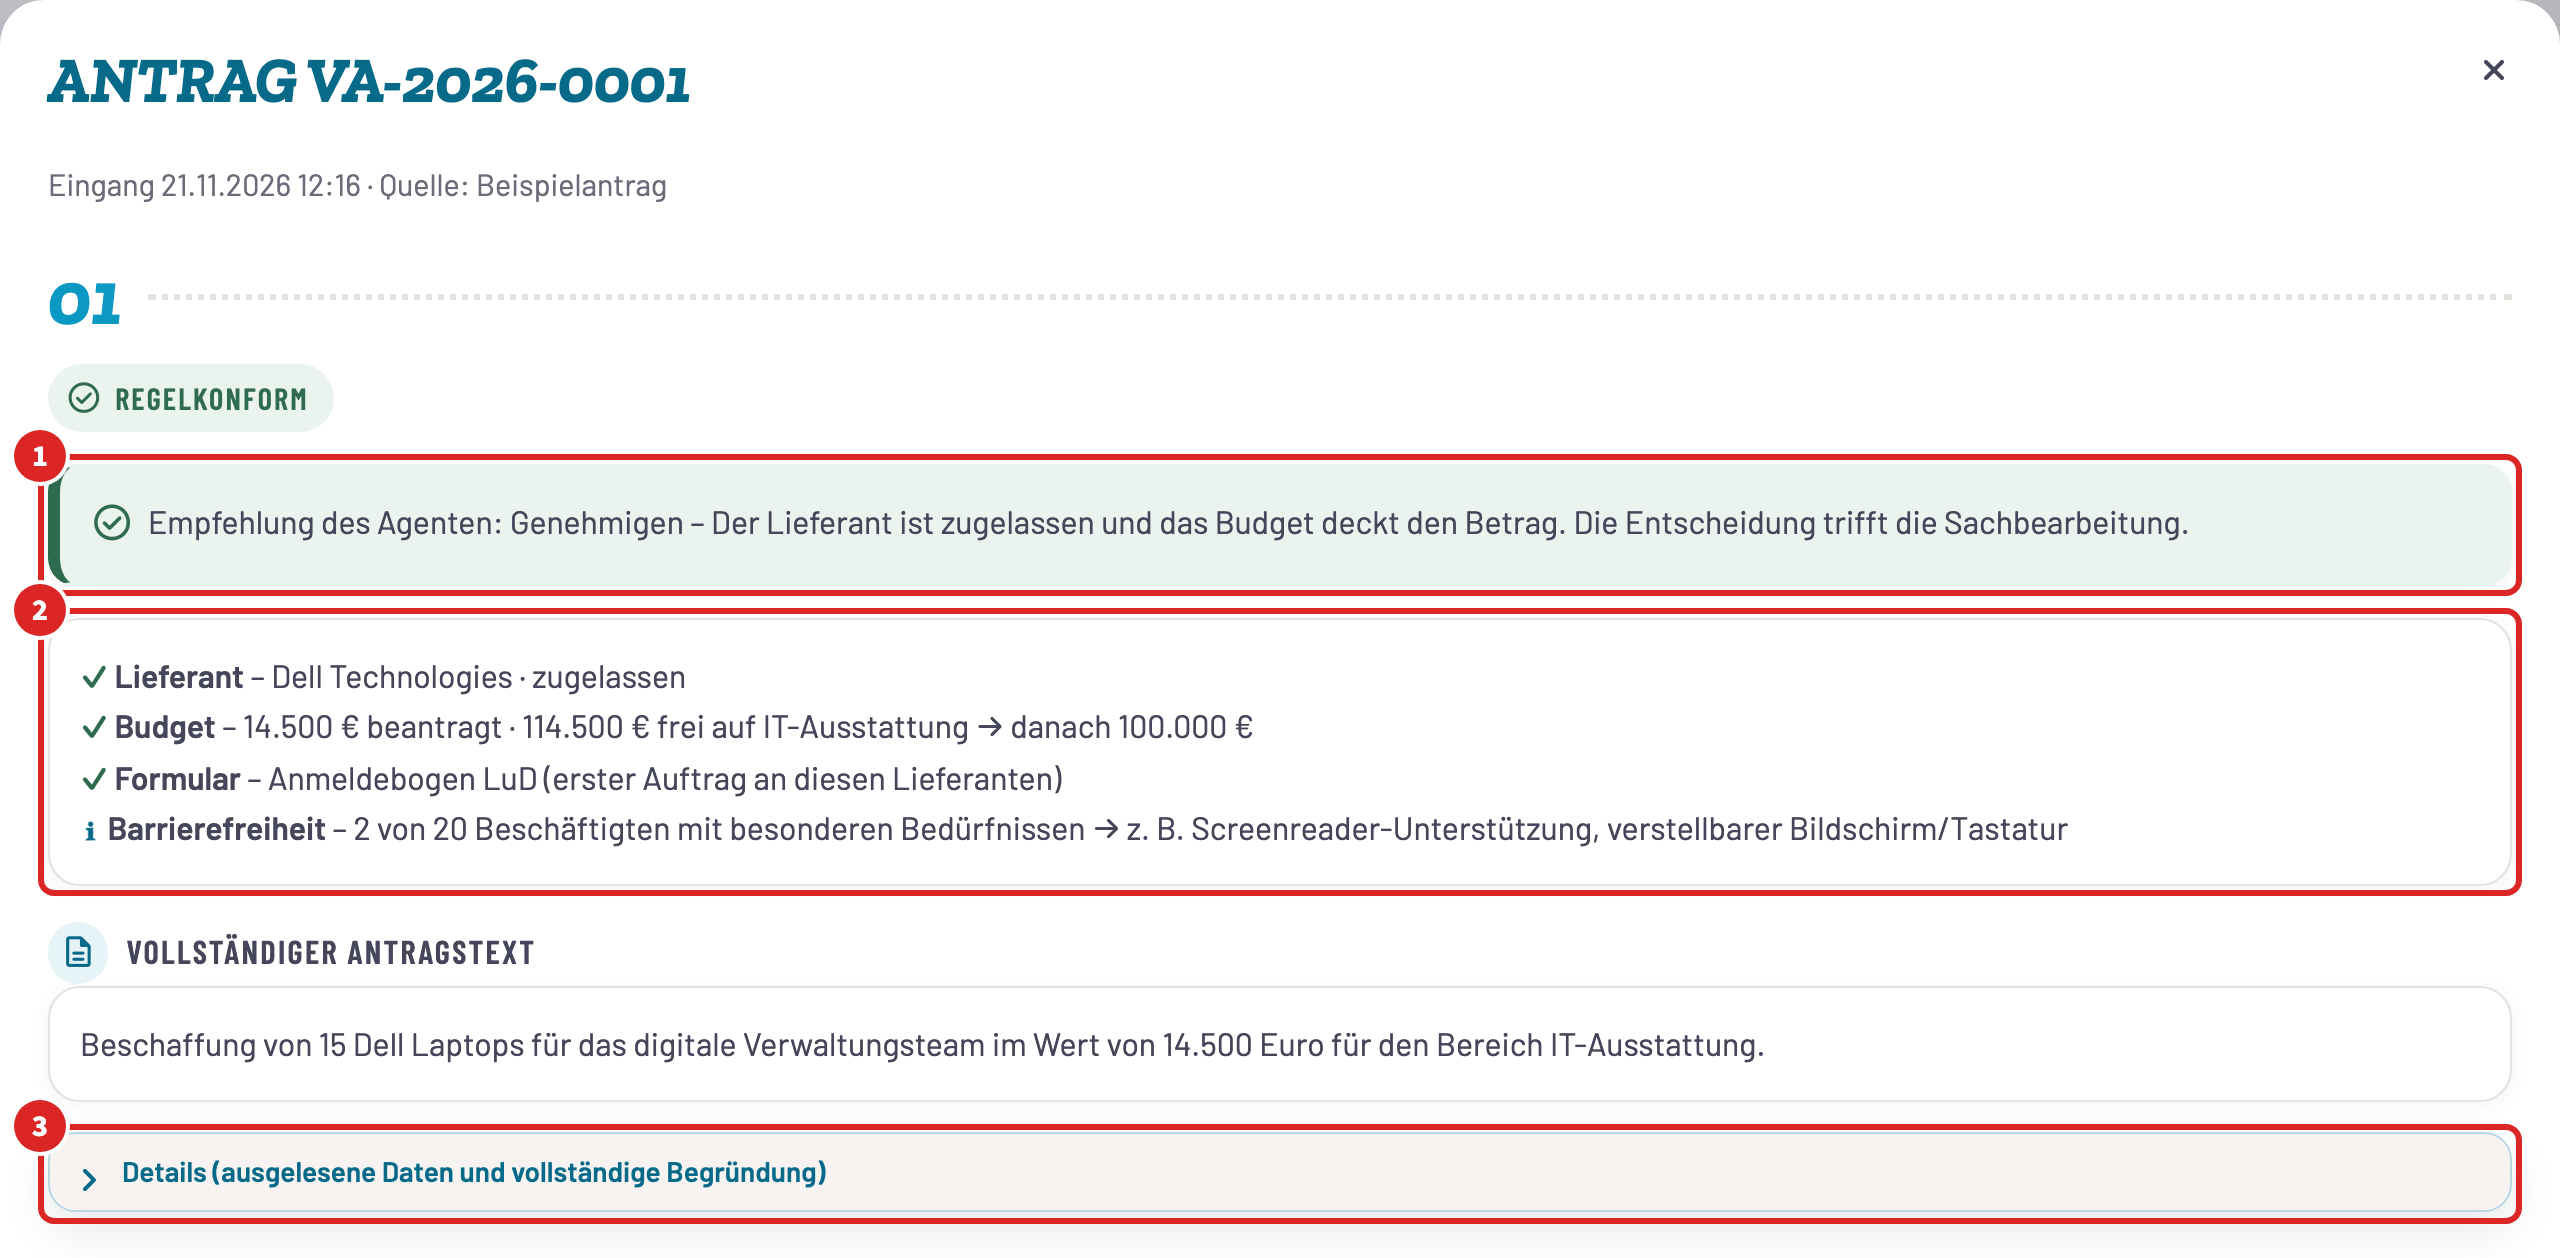 ANTRAG VA-2026-0001
Eingang 21.11.2026 12:16 · Quelle: Beispielantrag
01
REGELKONFORM
1
Empfehlung des Agenten: Genehmigen – Der Lieferant ist zugelassen und das Budget deckt den Betrag. Die Entscheidung trifft die Sachbearbeitung.
2
Lieferant – Dell Technologies · zugelassen
Budget – 14.500 € beantragt · 114.500 € frei auf IT-Ausstattung → danach 100.000 €
Formular – Anmeldebogen LuD (erster Auftrag an diesen Lieferanten)
Barrierefreiheit – 2 von 20 Beschäftigten mit besonderen Bedürfnissen → z. B. Screenreader-Unterstützung, verstellbarer Bildschirm/Tastatur
VOLLSTÄNDIGER ANTRAGSTEXT
Beschaffung von 15 Dell Laptops für das digitale Verwaltungsteam im Wert von 14.500 Euro für den Bereich IT-Ausstattung.
3
Details (ausgelesene Daten und vollständige Begründung)